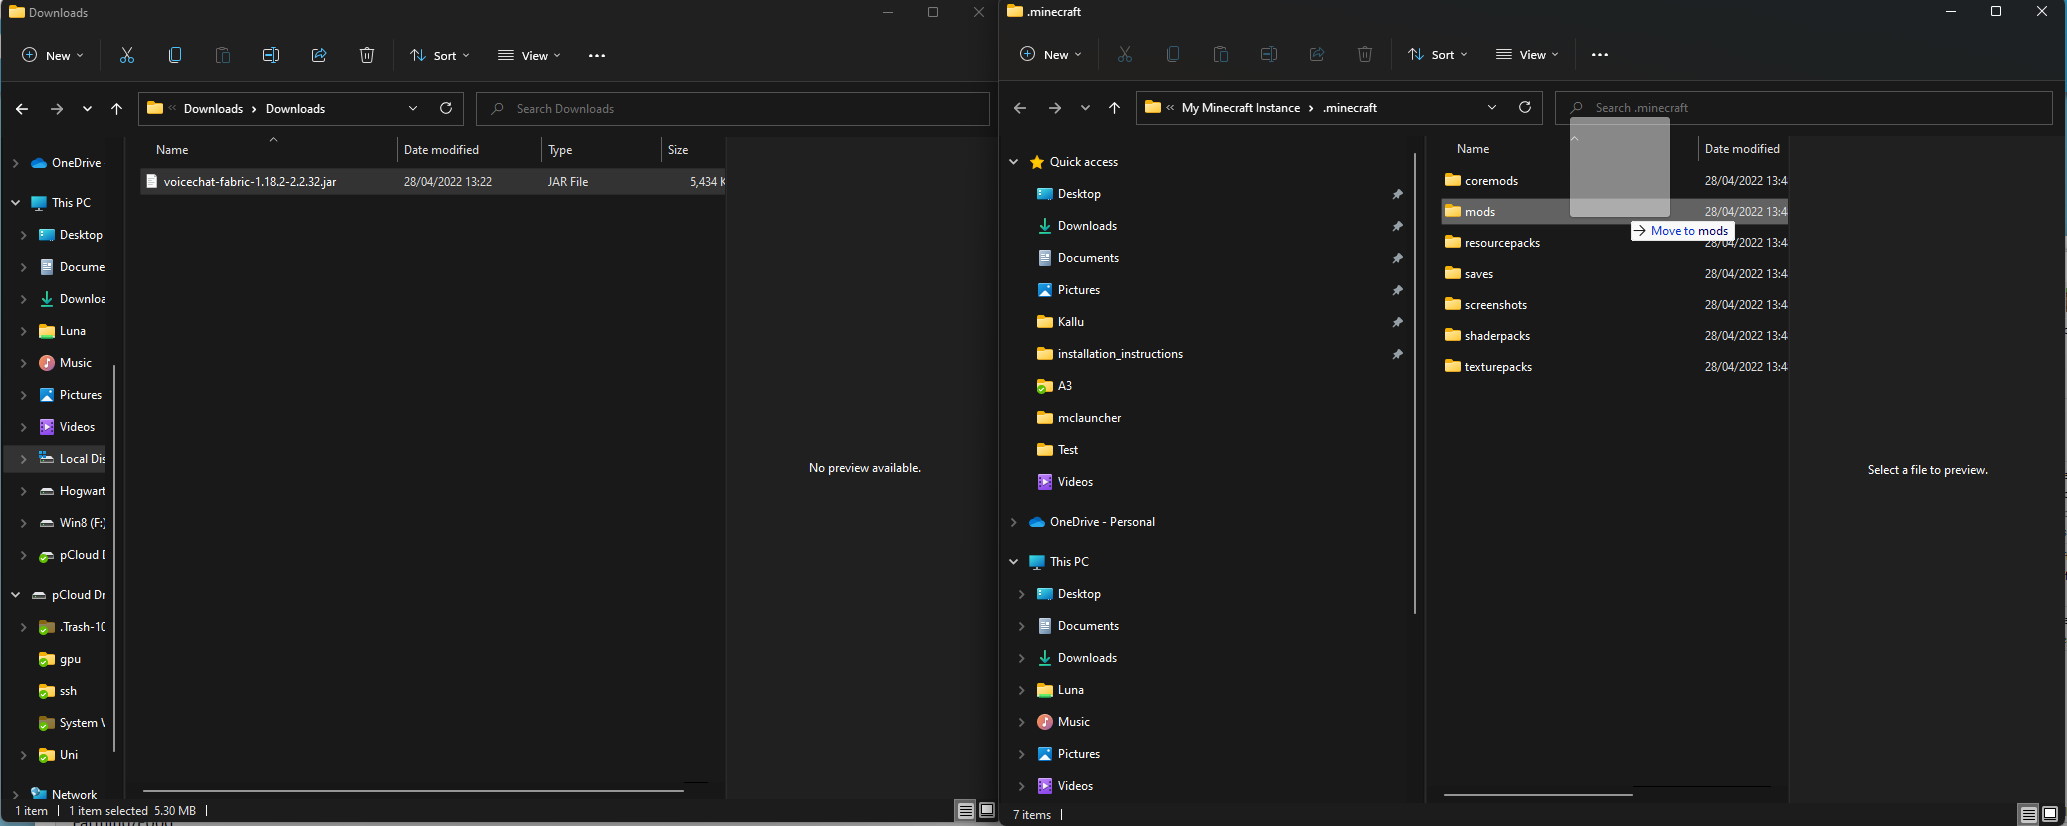 Downloads
New
Sort
View
Downloads
Downloads
Search Downloads
OneDrive
This PC
Desktop
Docume
Downloa
Luna
Music
Pictures
Videos
Local Dis
Hogwart
Win8 (F:)
pCloud D
pCloud Dr
.Trash-10
gpu
ssh
System V
Uni
Network
Name
Date modified
Type
Size
voicechat-fabric-1.18.2-2.2.32.jar
28/04/2022 13:22
JAR File
5,434 K
No preview available.
1 item
1 item selected 5.30 MB
.minecraft
New
Sort
View
My Minecraft Instance
.minecraft
Search .minecraft
Quick access
Desktop
Downloads
Documents
Pictures
Kallu
installation_instructions
A3
mclauncher
Test
Videos
OneDrive - Personal
This PC
Desktop
Documents
Downloads
Luna
Music
Pictures
Videos
Name
Date modified
coremods
28/04/2022 13:4
mods
28/04/2022 13:4
Move to mods
resourcepacks
28/04/2022 13:4
saves
28/04/2022 13:4
screenshots
28/04/2022 13:4
shaderpacks
28/04/2022 13:4
texturepacks
28/04/2022 13:4
Select a file to preview.
7 items